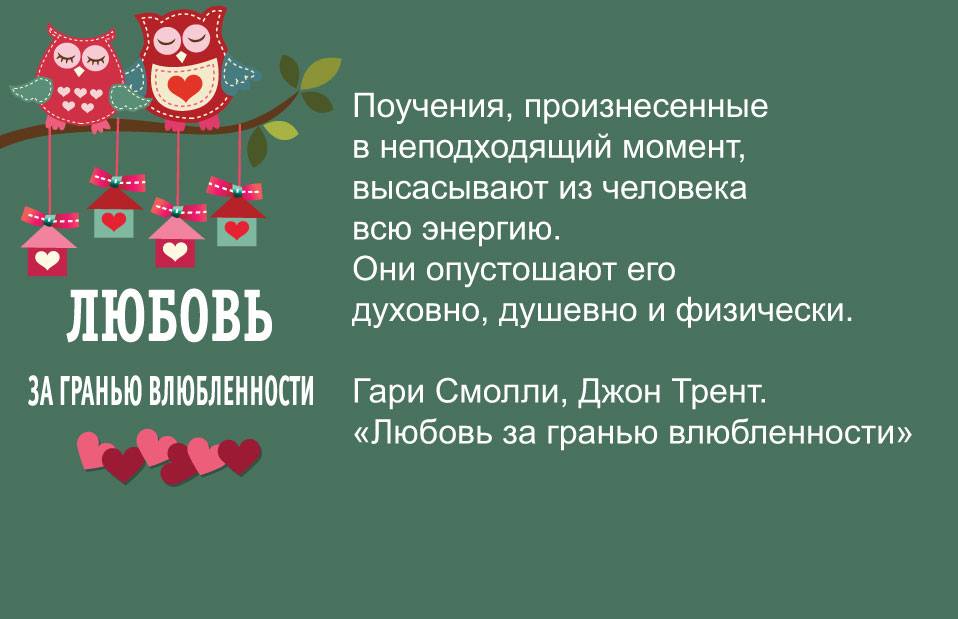 ЛЮБОВЬ
ЗА ГРАНЬЮ ВЛЮБЛЕННОСТИ
Поучения, произнесенные
в неподходящий момент,
высасывают из человека
всю энергию.
Они опустошают его
духовно, душевно и физически.
Гари Смолли, Джон Трент.
«Любовь за гранью влюбленности»